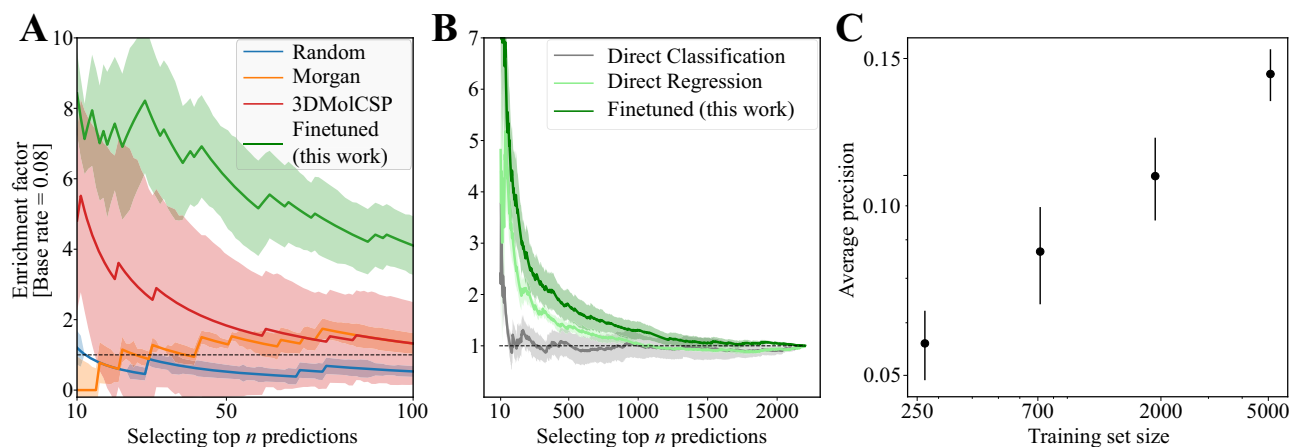 A
Enrichment factor
[Base rate = 0.08]
10
8
6
4
2
0
Random
Morgan
3DMolCSP
Finetuned
(this work)
10
50
100
Selecting top n predictions
B
7
6
5
4
3
2
1
Direct Classification
Direct Regression
Finetuned (this work)
10
500
1000
1500
2000
Selecting top n predictions
C
Average precision
0.15
0.10
0.05
250
700
2000
5000
Training set size